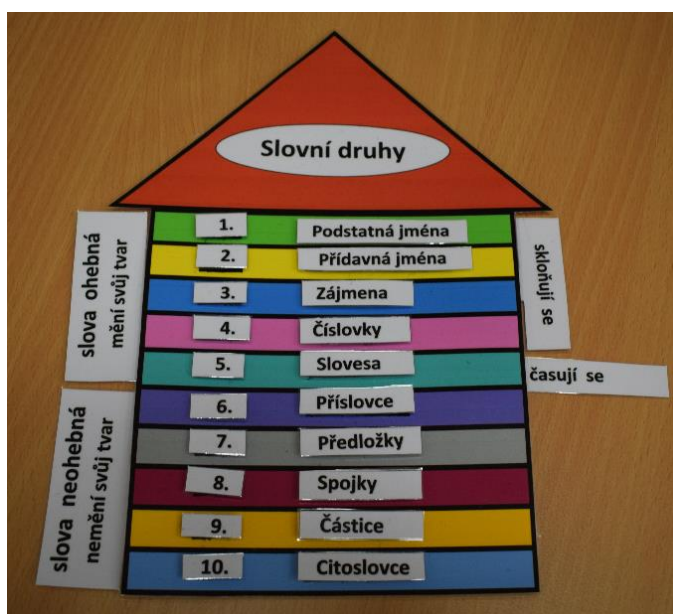 Slovní druhy
1. Podstatná jména
2. Přídavná jména
3. Zájmena
4. Číslovky
5. Slovesa
6. Příslovce
7. Předložky
8. Spojky
9. Částice
10. Citoslovce
slova ohebná
mění svůj tvar
slova neohebná
nemění svůj tvar
skloňují se
časují se